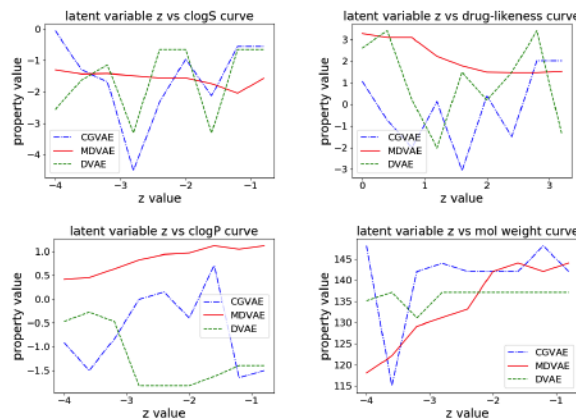 latent variable z vs clogS curve
property value
0
−1
−2
−3
−4
CGVAE
MDVAE
DVAE
−4 −3 −2 −1
z value
latent variable z vs drug-likeness curve
property value
3
2
1
0
−1
−2
−3
CGVAE
MDVAE
DVAE
0 1 2 3
z value
latent variable z vs clogP curve
property value
1.0
0.5
0.0
−0.5
−1.0
−1.5
CGVAE
MDVAE
DVAE
−4 −3 −2 −1
z value
latent variable z vs mol weight curve
property value
145
140
135
130
125
120
115
CGVAE
MDVAE
DVAE
−4 −3 −2 −1
z value